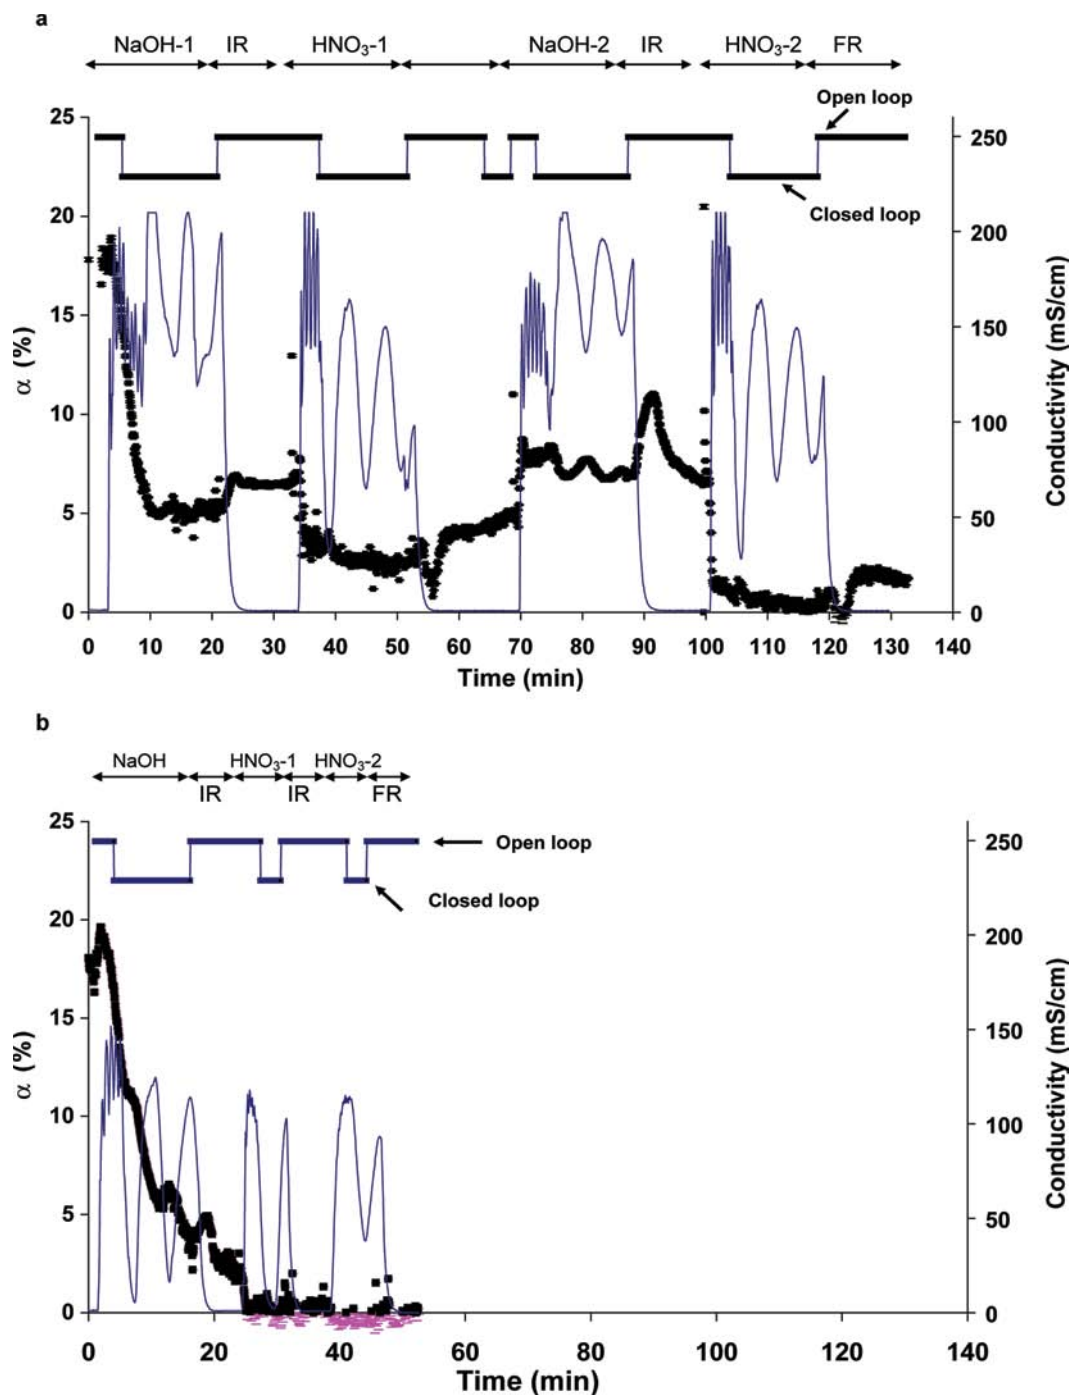 a
NaOH-1 IR HNO₃-1 NaOH-2 IR HNO₃-2 FR
Open loop
Closed loop
25
20
15
10
5
0
α (%)
250
200
150
100
50
0
Conductivity (mS/cm)
0 10 20 30 40 50 60 70 80 90 100 110 120 130 140
Time (min)
b
NaOH HNO₃-1 HNO₃-2
IR IR FR
Open loop
Closed loop
25
20
15
10
5
0
α (%)
250
200
150
100
50
0
Conductivity (mS/cm)
0 20 40 60 80 100 120 140
Time (min)